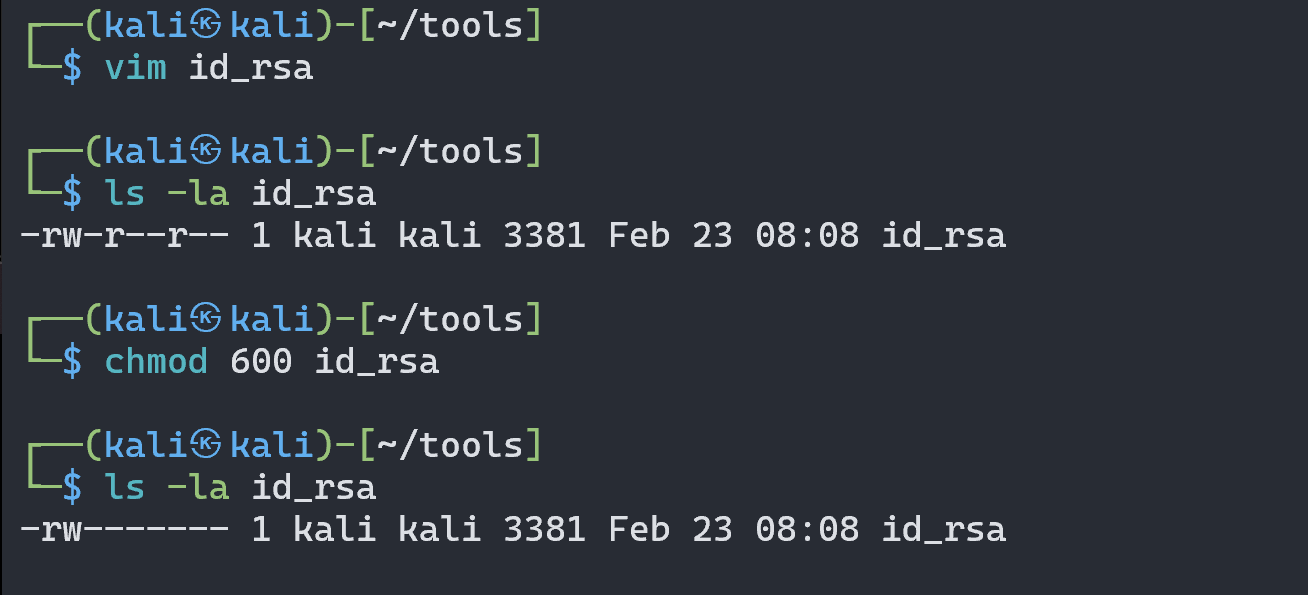 ┌──(kali㉿kali)-[~/tools]
└─$ vim id_rsa
┌──(kali㉿kali)-[~/tools]
└─$ ls -la id_rsa
-rw-r--r-- 1 kali kali 3381 Feb 23 08:08 id_rsa
┌──(kali㉿kali)-[~/tools]
└─$ chmod 600 id_rsa
┌──(kali㉿kali)-[~/tools]
└─$ ls -la id_rsa
-rw------- 1 kali kali 3381 Feb 23 08:08 id_rsa